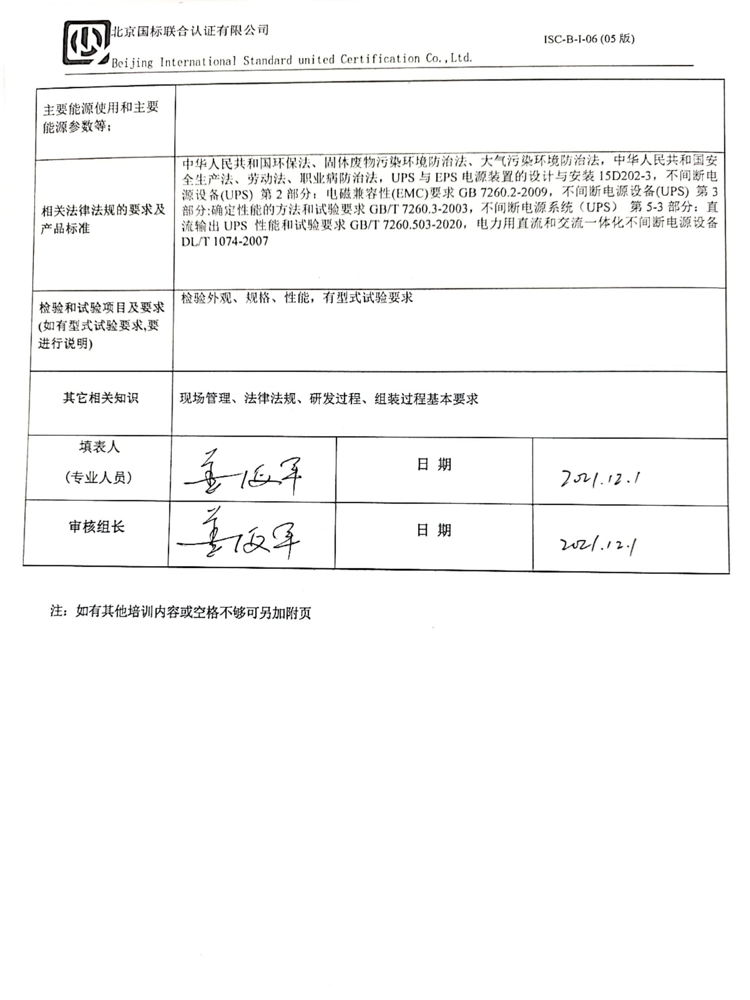 北京国标联合认证有限公司
ISC-B-I-06 (05 版)
Beijing International Standard united Certification Co.,Ltd.
主要能源使用和主要
能源参数等;
相关法律法规的要求及
产品标准
中华人民共和国环保法、固体废物污染环境防治法、大气污染环境防治法，中华人民共和国安
全生产法、劳动法、职业病防治法，UPS 与 EPS 电源装置的设计与安装 15D202-3，不间断电
源设备(UPS) 第 2 部分：电磁兼容性(EMC)要求 GB 7260.2-2009，不间断电源设备(UPS) 第 3
部分:确定性能的方法和试验要求 GB/T 7260.3-2003，不间断电源系统（UPS） 第 5-3 部分：直
流输出 UPS 性能和试验要求 GB/T 7260.503-2020，电力用直流和交流一体化不间断电源设备
DL/T 1074-2007
检验和试验项目及要求
(如有型式试验要求,要
进行说明)
检验外观、规格、性能，有型式试验要求
其它相关知识
现场管理、法律法规、研发过程、组装过程基本要求
填表人
（专业人员）
日 期
2021.12.1
审核组长
日 期
2021.12.1
注：如有其他培训内容或空格不够可另加附页